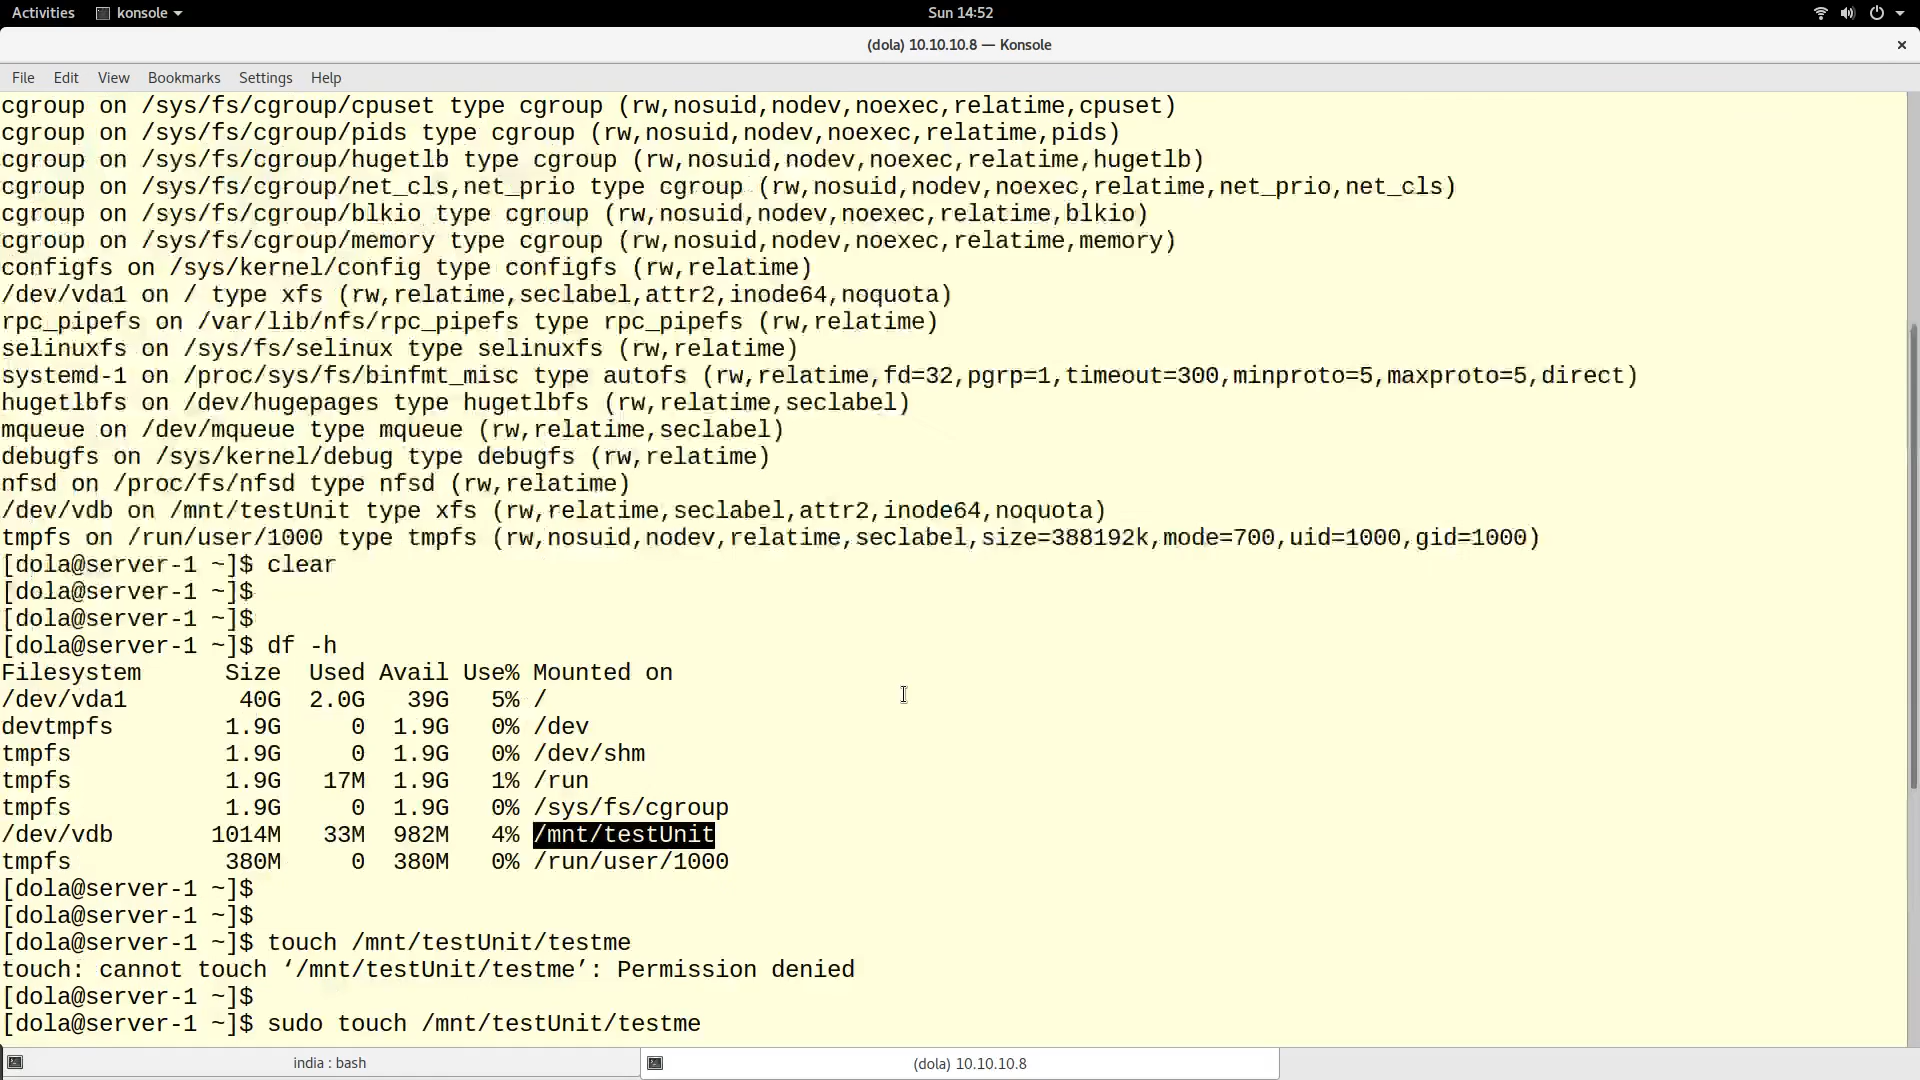 Activities konsole Sun 14:52
(dola) 10.10.10.8 — Konsole ×
File Edit View Bookmarks Settings Help
cgroup on /sys/fs/cgroup/cpuset type cgroup (rw,nosuid,nodev,noexec,relatime,cpuset)
cgroup on /sys/fs/cgroup/pids type cgroup (rw,nosuid,nodev,noexec,relatime,pids)
cgroup on /sys/fs/cgroup/hugetlb type cgroup (rw,nosuid,nodev,noexec,relatime,hugetlb)
cgroup on /sys/fs/cgroup/net_cls,net_prio type cgroup (rw,nosuid,nodev,noexec,relatime,net_prio,net_cls)
cgroup on /sys/fs/cgroup/blkio type cgroup (rw,nosuid,nodev,noexec,relatime,blkio)
cgroup on /sys/fs/cgroup/memory type cgroup (rw,nosuid,nodev,noexec,relatime,memory)
configfs on /sys/kernel/config type configfs (rw,relatime)
/dev/vda1 on / type xfs (rw,relatime,seclabel,attr2,inode64,noquota)
rpc_pipefs on /var/lib/nfs/rpc_pipefs type rpc_pipefs (rw,relatime)
selinuxfs on /sys/fs/selinux type selinuxfs (rw,relatime)
systemd-1 on /proc/sys/fs/binfmt_misc type autofs (rw,relatime,fd=32,pgrp=1,timeout=300,minproto=5,maxproto=5,direct)
hugetlbfs on /dev/hugepages type hugetlbfs (rw,relatime,seclabel)
mqueue on /dev/mqueue type mqueue (rw,relatime,seclabel)
debugfs on /sys/kernel/debug type debugfs (rw,relatime)
nfsd on /proc/fs/nfsd type nfsd (rw,relatime)
/dev/vdb on /mnt/testUnit type xfs (rw,relatime,seclabel,attr2,inode64,noquota)
tmpfs on /run/user/1000 type tmpfs (rw,nosuid,nodev,relatime,seclabel,size=388192k,mode=700,uid=1000,gid=1000)
[dola@server-1 ~]$ clear
[dola@server-1 ~]$
[dola@server-1 ~]$
[dola@server-1 ~]$ df -h
Filesystem      Size  Used Avail Use% Mounted on
/dev/vda1        40G  2.0G   39G   5% /
devtmpfs        1.9G     0  1.9G   0% /dev
tmpfs           1.9G     0  1.9G   0% /dev/shm
tmpfs           1.9G   17M  1.9G   1% /run
tmpfs           1.9G     0  1.9G   0% /sys/fs/cgroup
/dev/vdb       1014M   33M  982M   4% /mnt/testUnit
tmpfs           380M     0  380M   0% /run/user/1000
[dola@server-1 ~]$
[dola@server-1 ~]$
[dola@server-1 ~]$ touch /mnt/testUnit/testme
touch: cannot touch ‘/mnt/testUnit/testme’: Permission denied
[dola@server-1 ~]$
[dola@server-1 ~]$ sudo touch /mnt/testUnit/testme
india : bash (dola) 10.10.10.8